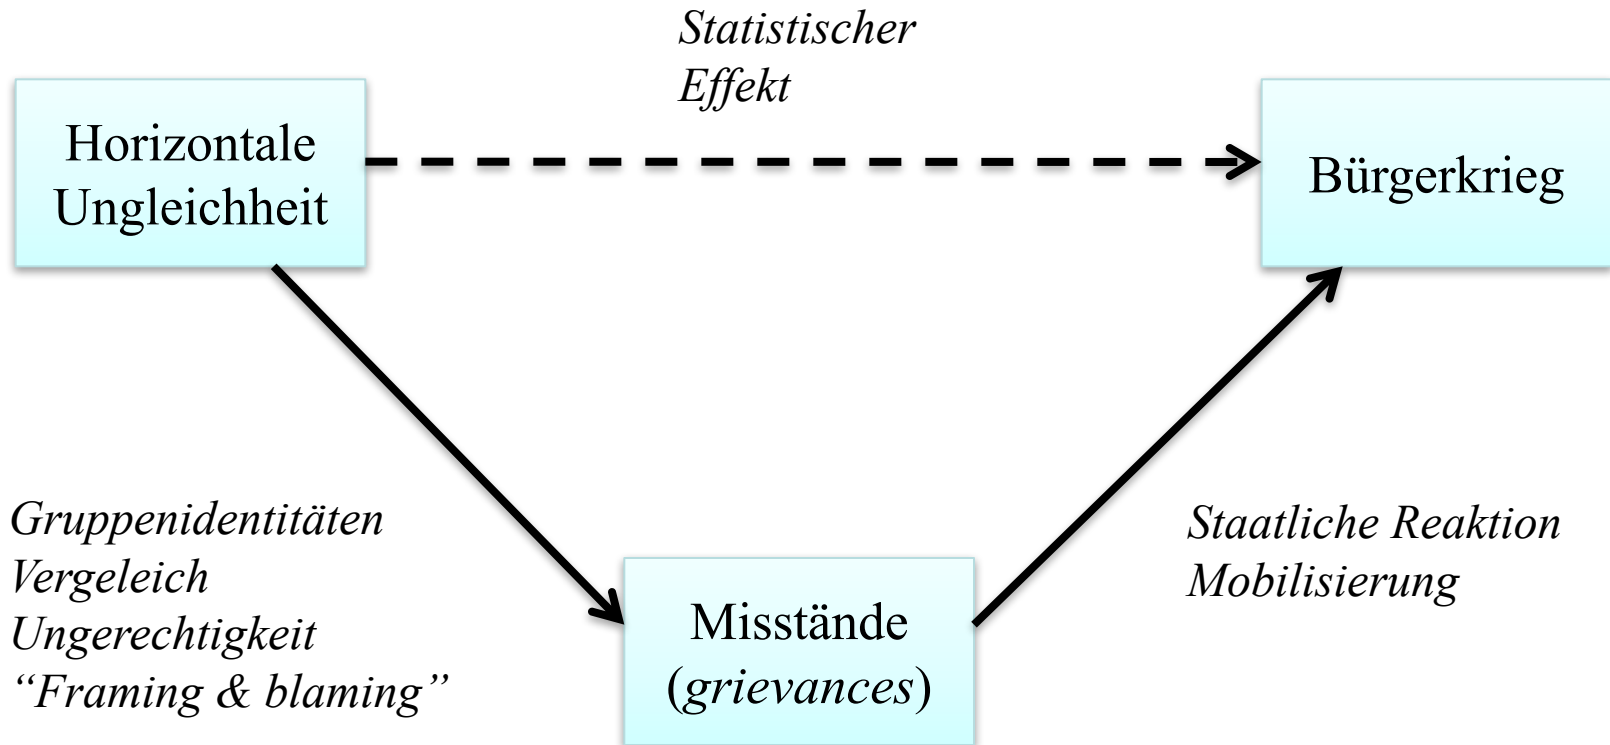 Statistischer
Effekt
Horizontale
Ungleichheit
Bürgerkrieg
Gruppenidentitäten
Vergeleich
Ungerechtigkeit
“Framing & blaming”
Staatliche Reaktion
Mobilisierung
Misstände
(grievances)